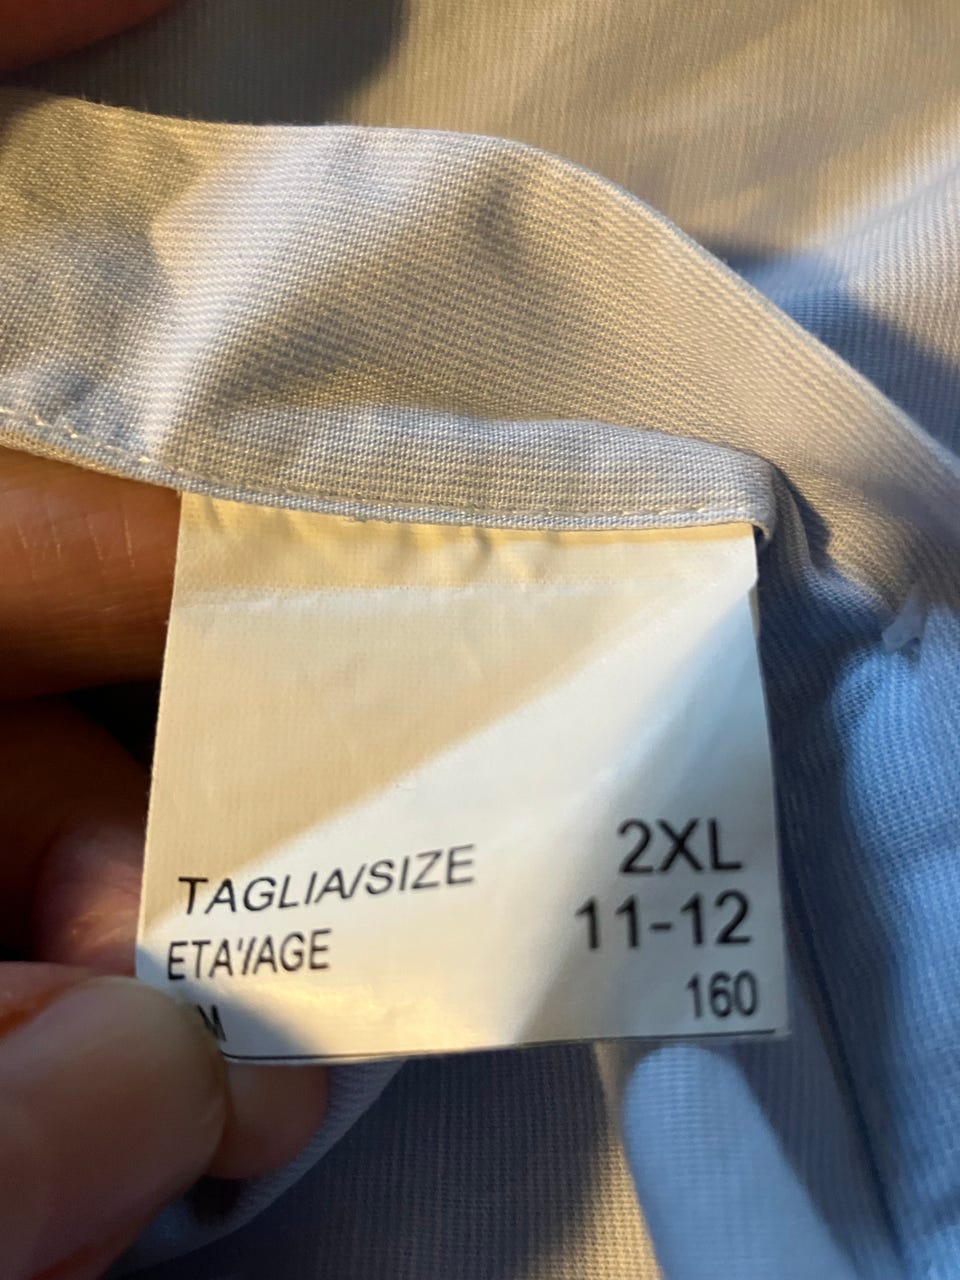 TAGLIA/SIZE 2XL
ETA'/AGE 11-12
160